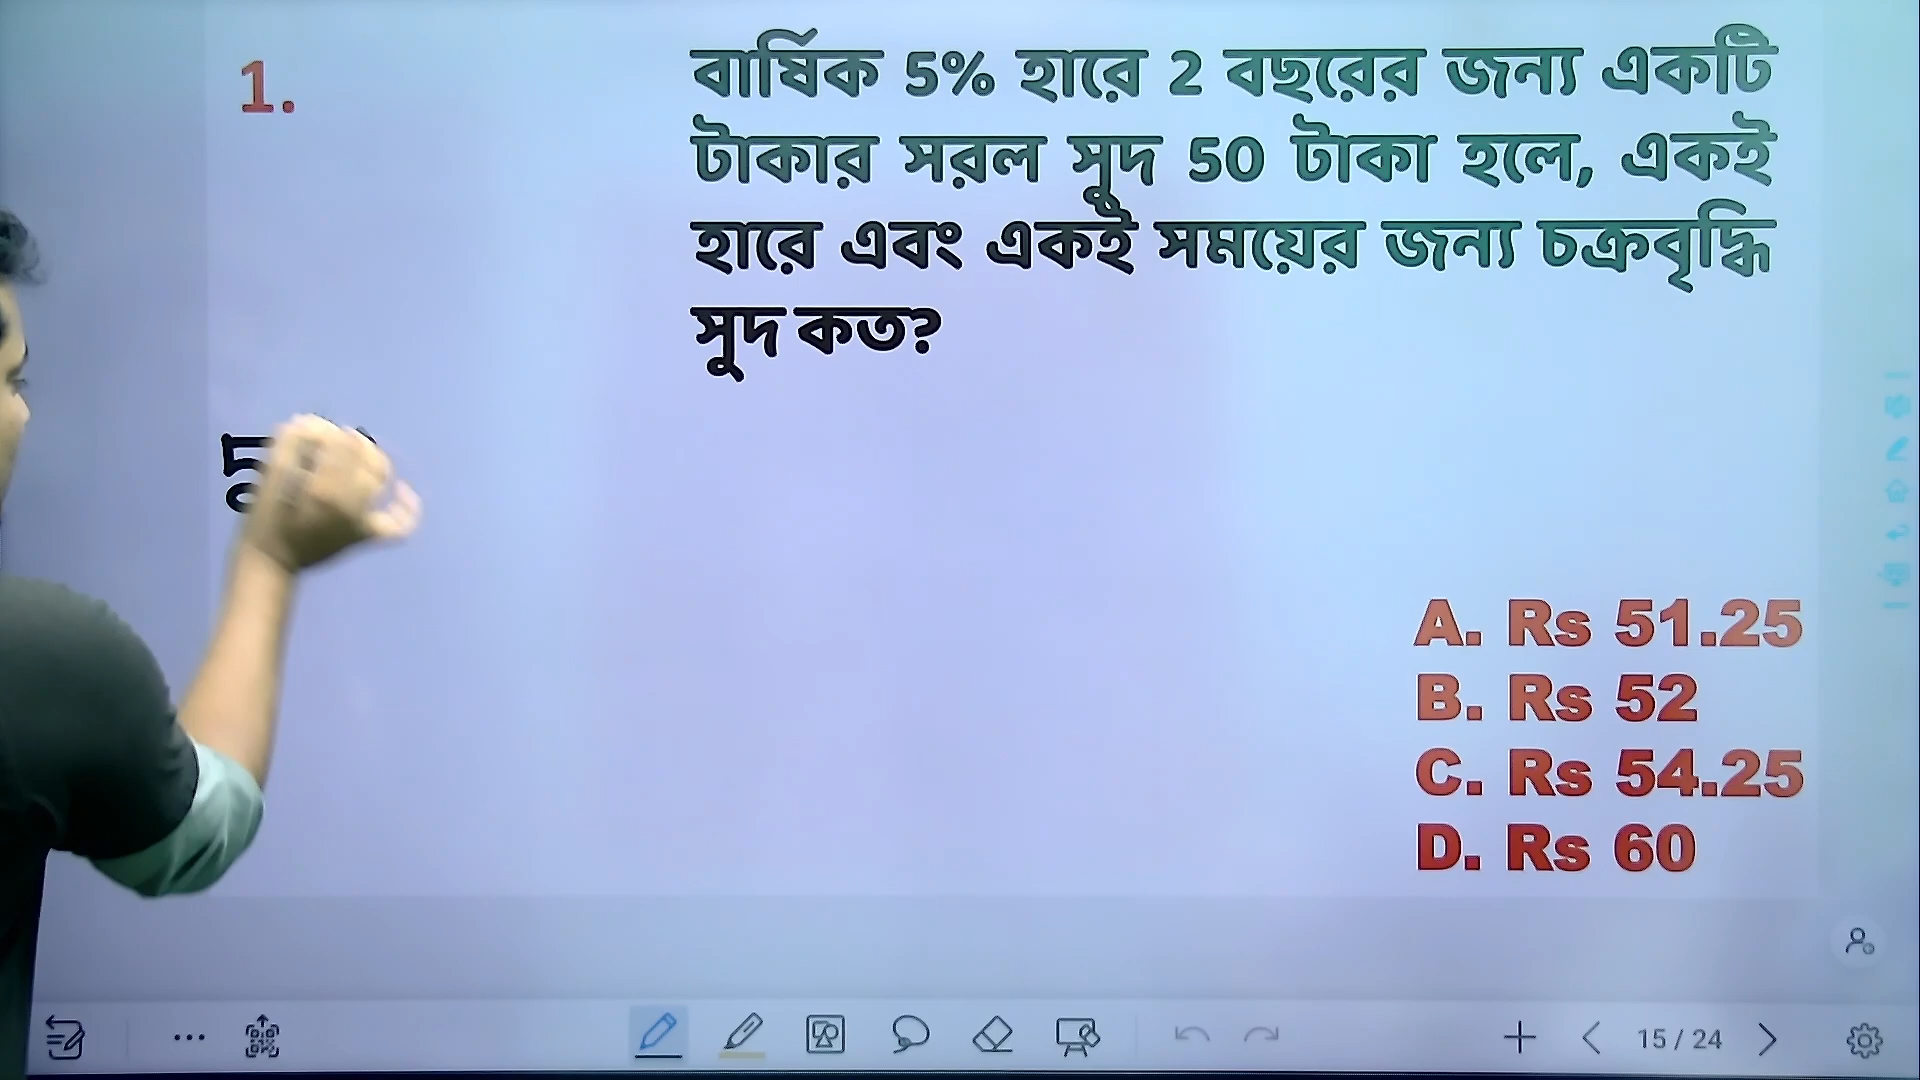 1.
বার্ষিক 5% হারে 2 বছরের জন্য একটি
টাকার সরল সুদ 50 টাকা হলে, একই
হারে এবং একই সময়ের জন্য চক্রবৃদ্ধি
সুদ কত?
A. Rs 51.25
B. Rs 52
C. Rs 54.25
D. Rs 60
15 / 24